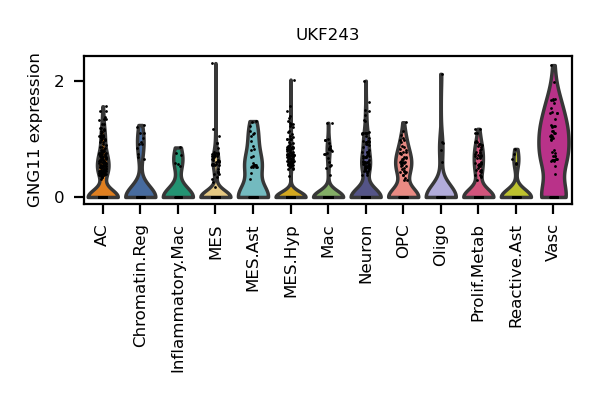 UKF243
GNG11 expression
2
0
AC
Chromatin.Reg
Inflammatory.Mac
MES
MES.Ast
MES.Hyp
Mac
Neuron
OPC
Oligo
Prolif.Metab
Reactive.Ast
Vasc